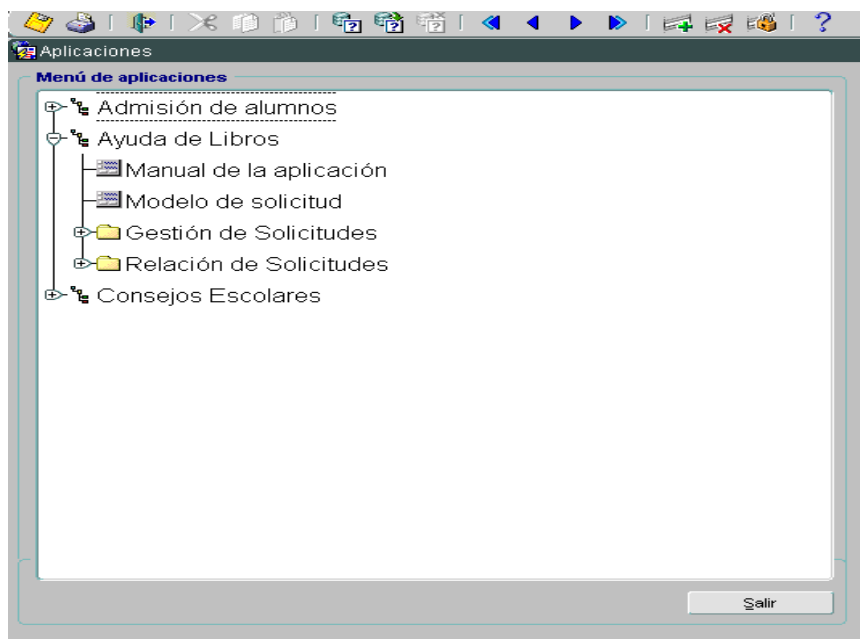 Aplicaciones
Menú de aplicaciones
Admisión de alumnos
Ayuda de Libros
Manual de la aplicación
Modelo de solicitud
Gestión de Solicitudes
Relación de Solicitudes
Consejos Escolares
Salir